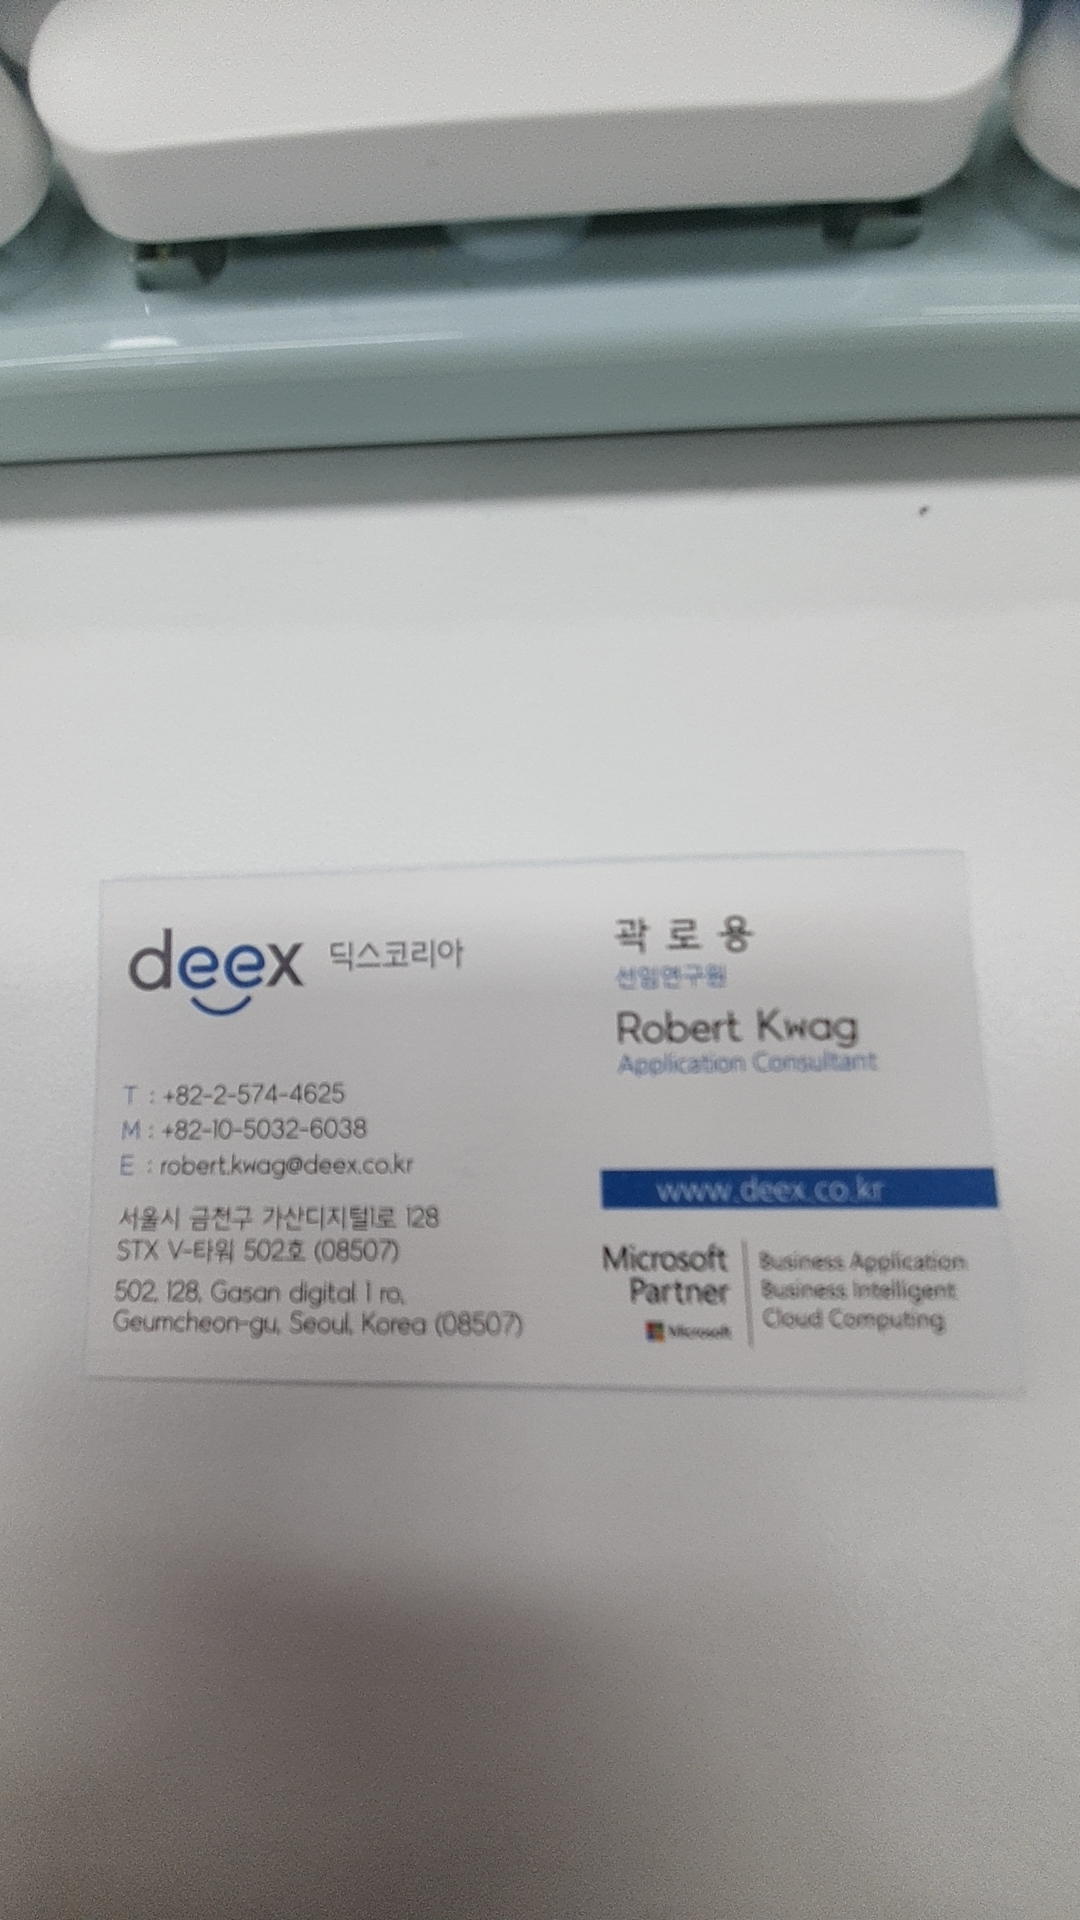 deex 딕스코리아
T : +82-2-574-4625
M : +82-10-5032-6038
E : robert.kwag@deex.co.kr
서울시 금천구 가산디지털1로 128
STX V-타워 502호 (08507)
502, 128, Gasan digital 1 ro,
Geumcheon-gu, Seoul, Korea (08507)
곽 로 용
선임연구원
Robert Kwag
Application Consultant
www.deex.co.kr
Microsoft
Partner
Microsoft
Business Application
Business Intelligent
Cloud Computing